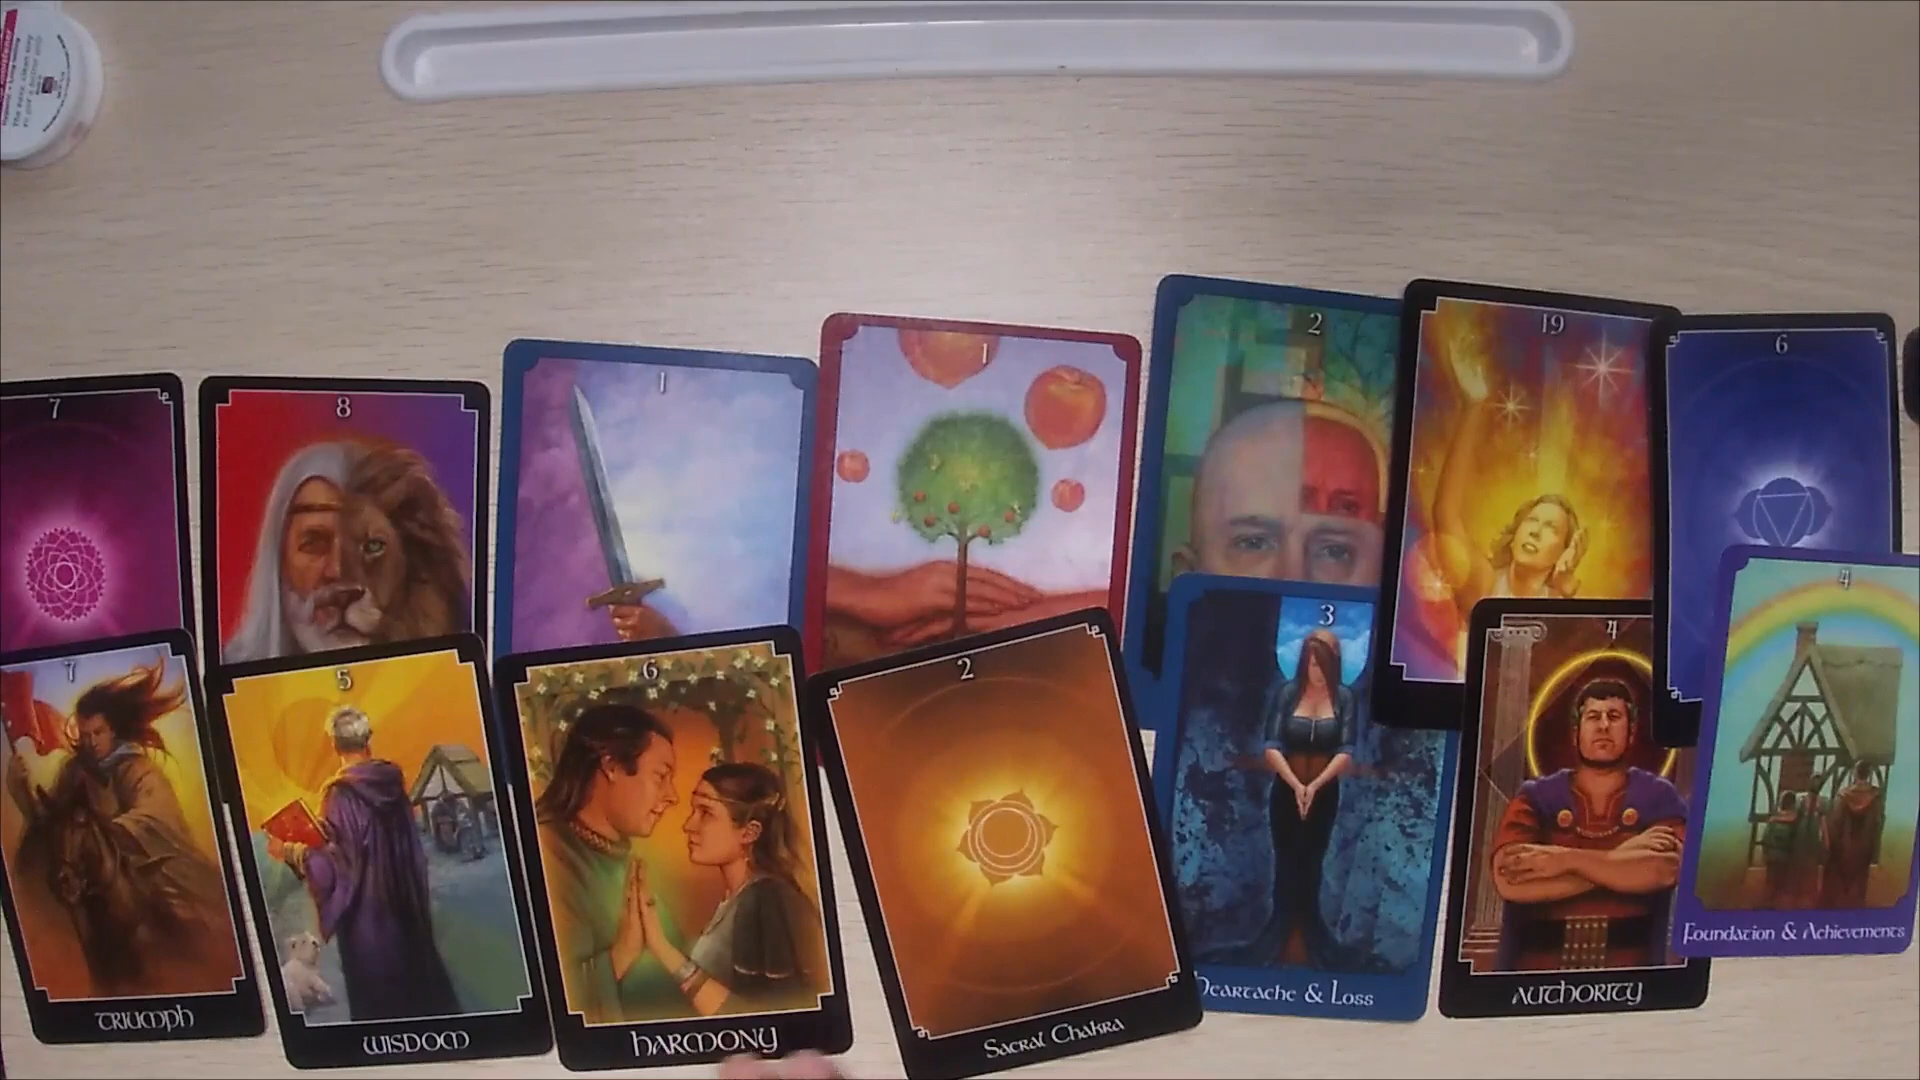 7
8
1
1
2
19
6
7
5
6
2
3
4
4
TRIUMPH
WISDOM
HARMONY
Sacral Chakra
Heartache & Loss
AUTHORITY
Foundation & Achievements